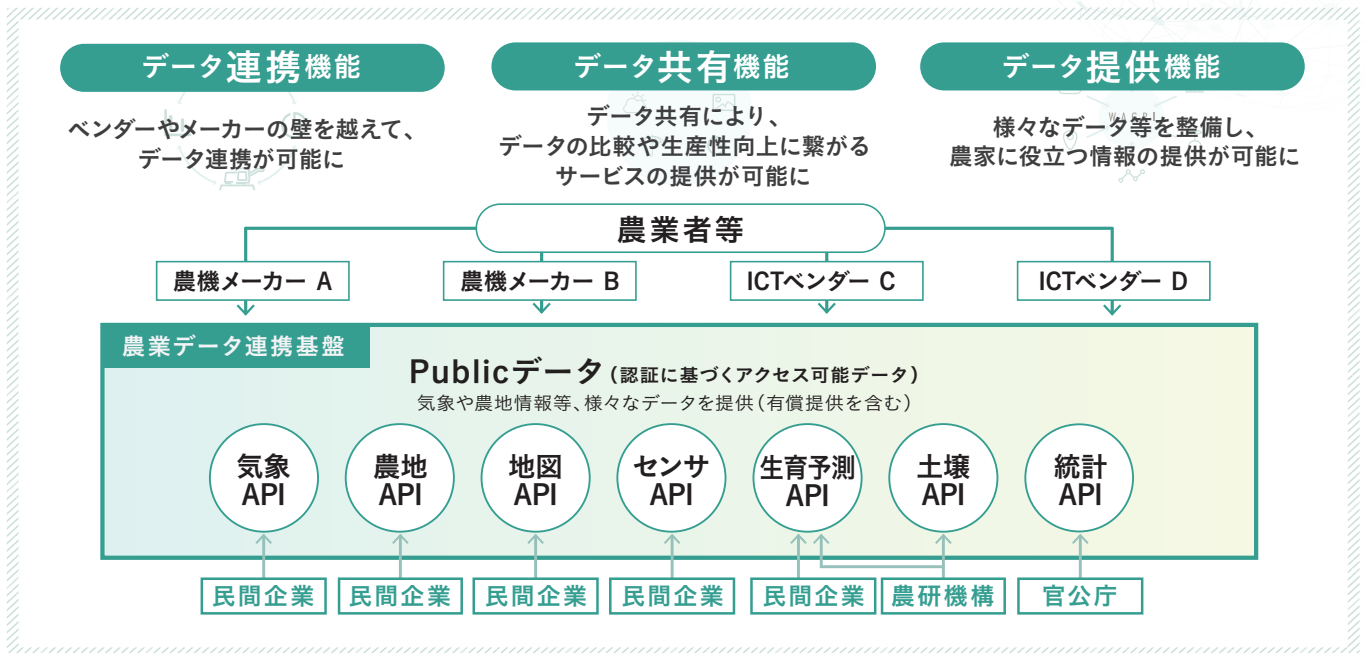 データ連携機能
ベンダーやメーカーの壁を越えて、
データ連携が可能に
データ共有機能
データ共有により、
データの比較や生産性向上に繋がる
サービスの提供が可能に
データ提供機能
WAGRI
様々なデータ等を整備し、
農家に役立つ情報の提供が可能に
農業者等
農機メーカー A
農機メーカー B
ICTベンダー C
ICTベンダー D
農業データ連携基盤
Publicデータ(認証に基づくアクセス可能データ)
気象や農地情報等、様々なデータを提供(有償提供を含む)
気象
API
農地
API
地図
API
センサ
API
生育予測
API
土壌
API
統計
API
民間企業
民間企業
民間企業
民間企業
民間企業
農研機構
官公庁